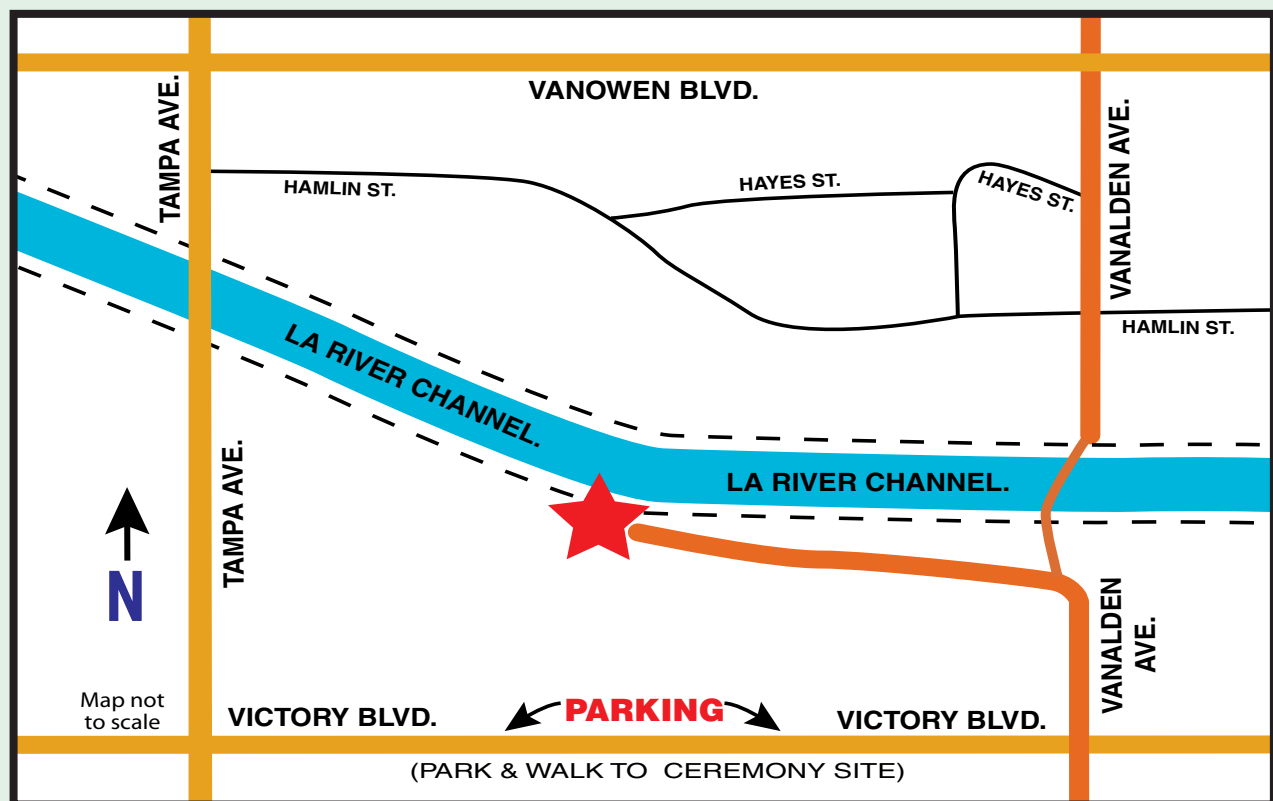 VANOWEN BLVD.
TAMPA AVE.
HAMLIN ST.
HAYES ST.
HAYES ST.
VANALDEN AVE.
HAMLIN ST.
LA RIVER CHANNEL.
LA RIVER CHANNEL.
TAMPA AVE.
N
VANALDEN
AVE.
Map not
to scale
VICTORY BLVD.
PARKING
VICTORY BLVD.
(PARK & WALK TO CEREMONY SITE)